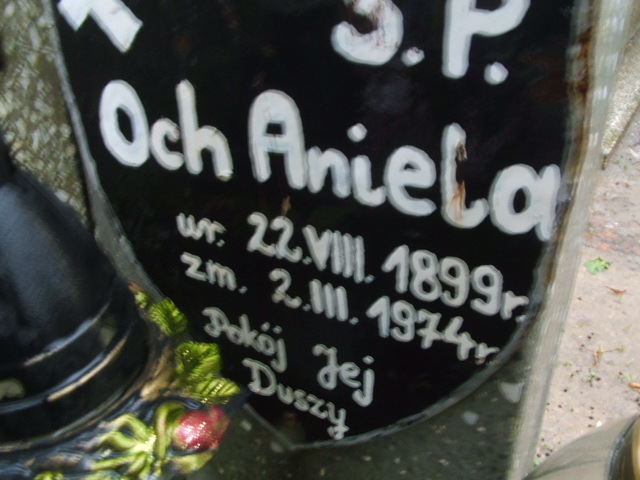 Ś.P.
Och Aniela
ur. 22.VIII.1899r.
zm. 2.III.1974r.
Pokój Jej
Duszy